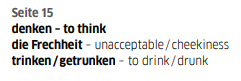 Seite 15
denken – to think
die Frechheit – unacceptable/cheekiness
trinken/getrunken – to drink/drunk